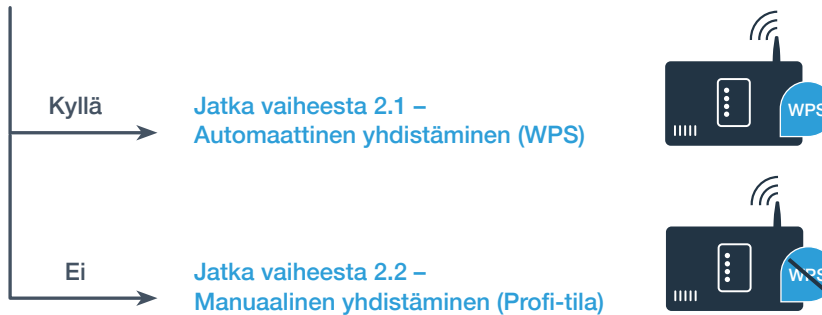 Kyllä
Jatka vaiheesta 2.1 –
Automaattinen yhdistäminen (WPS)
WPS
Ei
Jatka vaiheesta 2.2 –
Manuaalinen yhdistäminen (Profi-tila)
WPS